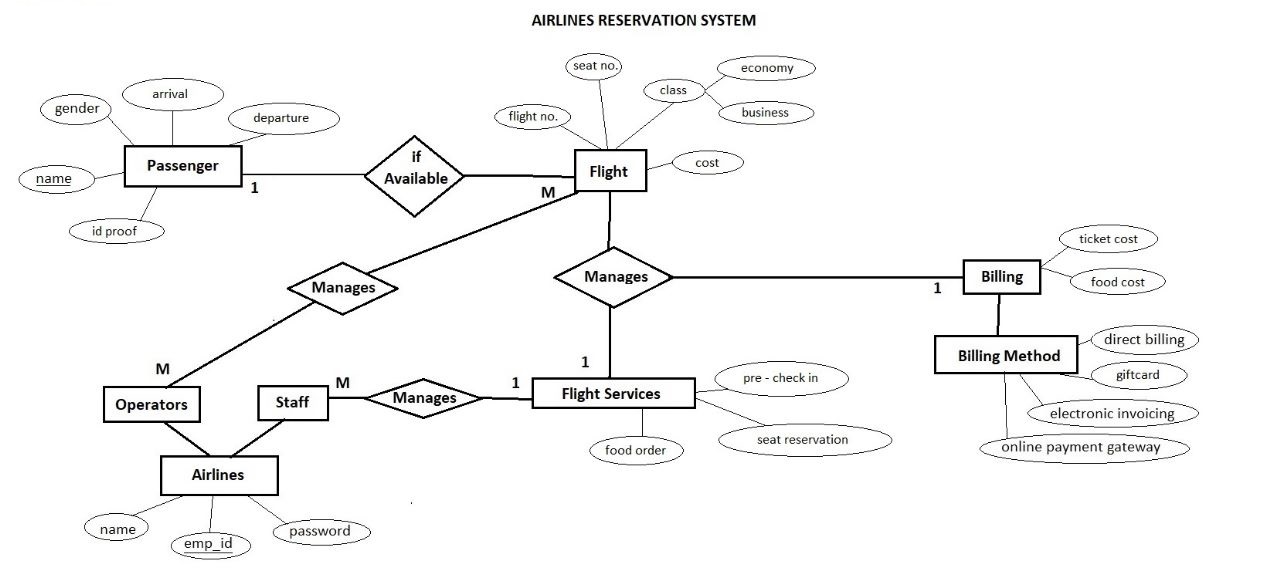 AIRLINES RESERVATION SYSTEM
seat no.
economy
class
arrival
gender
business
departure
flight no.
if
Available
Passenger
Flight
cost
name
1
M
id proof
ticket cost
Manages
Manages
Billing
food cost
1
direct billing
Billing Method
1
M
giftcard
pre - check in
M
1
Operators
Staff
Manages
Flight Services
electronic invoicing
seat reservation
food order
online payment gateway
Airlines
name
emp_id
password